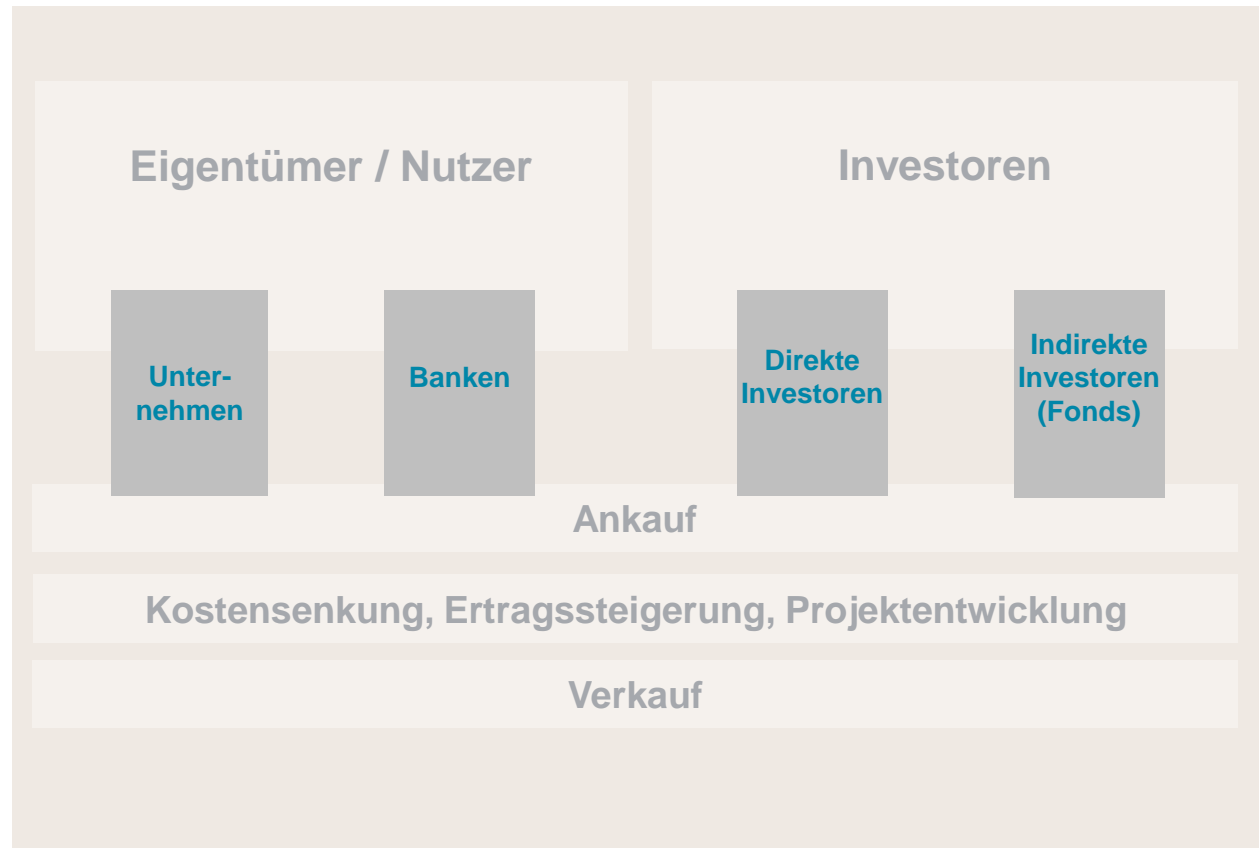 Eigentümer / Nutzer
Investoren
Unter-
nehmen
Banken
Direkte
Investoren
Indirekte
Investoren
(Fonds)
Ankauf
Kostensenkung, Ertragssteigerung, Projektentwicklung
Verkauf